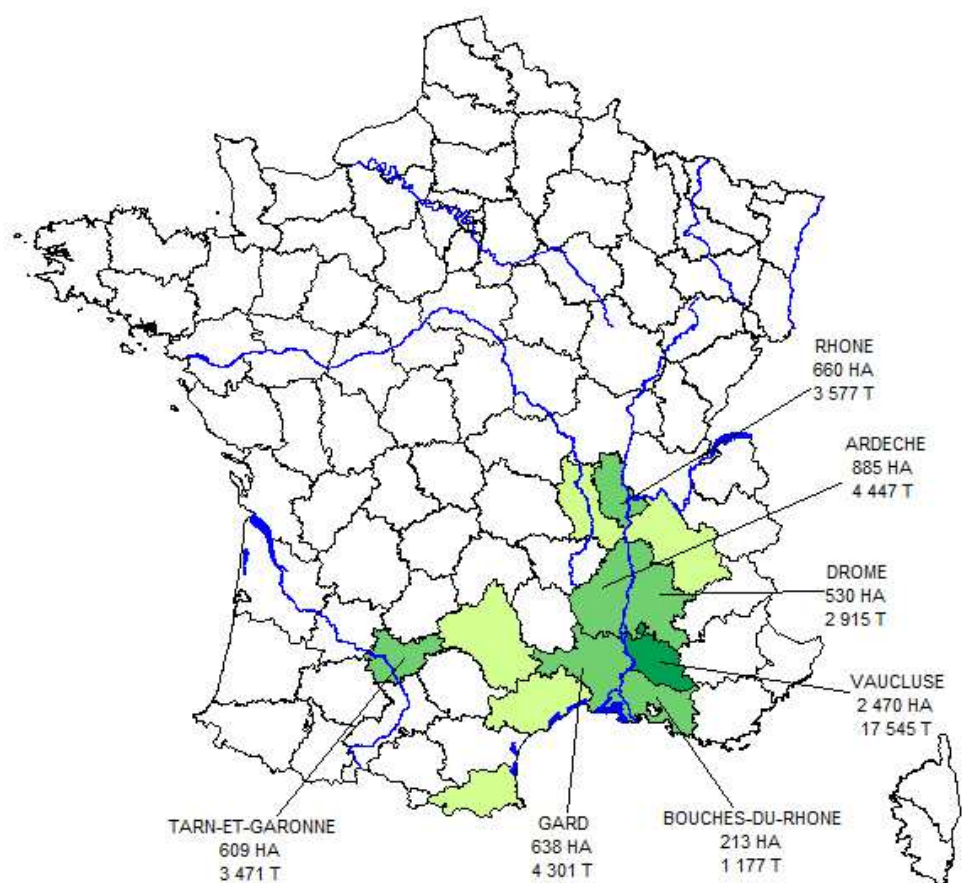 RHONE
660 HA
3 577 T
ARDECHE
885 HA
4 447 T
DROME
530 HA
2 915 T
VAUCLUSE
2 470 HA
17 545 T
TARN-ET-GARONNE
609 HA
3 471 T
GARD
638 HA
4 301 T
BOUCHES-DU-RHONE
213 HA
1 177 T